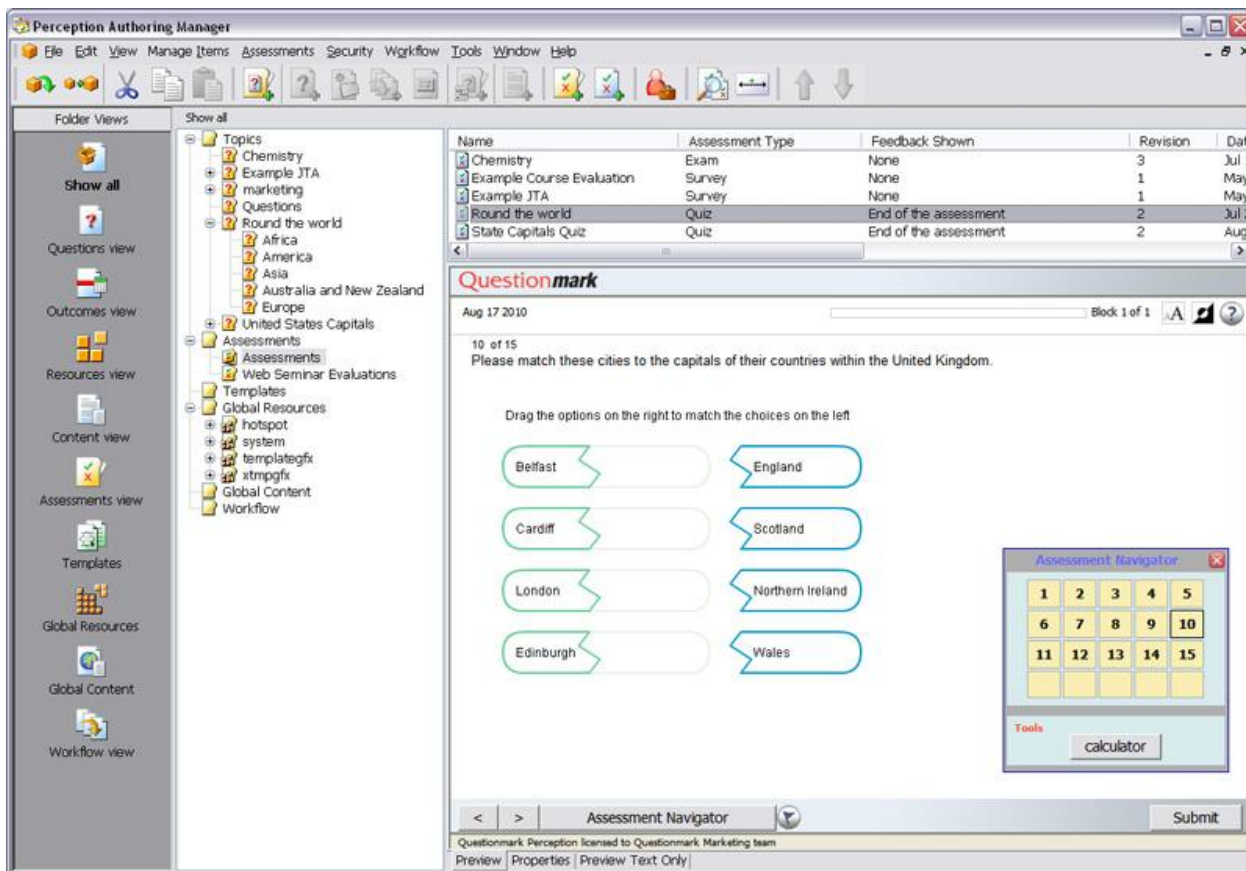 Perception Authoring Manager
File Edit View Manage Items Assessments Security Workflow Tools Window Help
Folder Views
Show all
Questions view
Outcomes view
Resources view
Content view
Assessments view
Templates
Global Resources
Global Content
Workflow view
Show all
Topics
Chemistry
Example JTA
marketing
Questions
Round the world
Africa
America
Asia
Australia and New Zealand
Europe
United States Capitals
Assessments
Assessments
Web Seminar Evaluations
Templates
Global Resources
hotspot
system
templategfx
xtmpgfx
Global Content
Workflow
Name Assessment Type Feedback Shown Revision Dat
Chemistry Exam None 3 Jul
Example Course Evaluation Survey None 1 May
Example JTA Survey None 1 May
Round the world Quiz End of the assessment 2 Jul
State Capitals Quiz Quiz End of the assessment 2 Aug
Questionmark
Aug 17 2010 Block 1 of 1 AA ?
10 of 15
Please match these cities to the capitals of their countries within the United Kingdom.
Drag the options on the right to match the choices on the left
Belfast England
Cardiff Scotland
London Northern Ireland
Edinburgh Wales
Assessment Navigator
1 2 3 4 5
6 7 8 9 10
11 12 13 14 15
Tools
calculator
< > Assessment Navigator Submit
Questionmark Perception licensed to Questionmark Marketing team
Preview Properties Preview Text Only